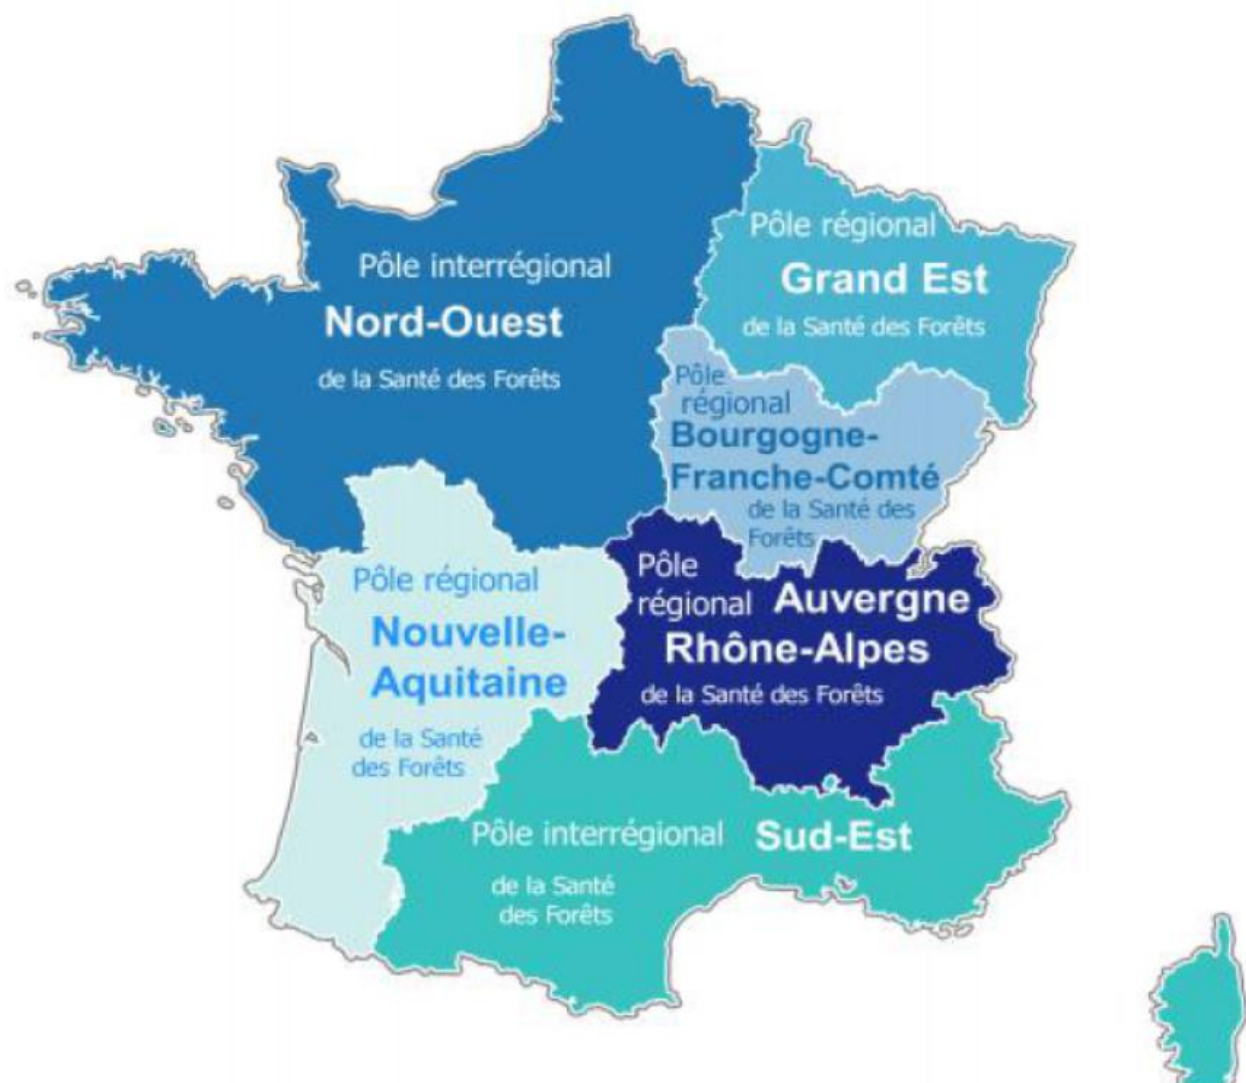 Pôle régional
Grand Est
de la Santé des Forêts
Pôle interrégional
Nord-Ouest
de la Santé des Forêts
Pôle
régional
Bourgogne-
Franche-Comté
de la Santé des
Forêts
Pôle régional
Nouvelle-
Aquitaine
de la Santé
des Forêts
Pôle
régional Auvergne
Rhône-Alpes
de la Santé des Forêts
Pôle interrégional Sud-Est
de la Santé
des Forêts